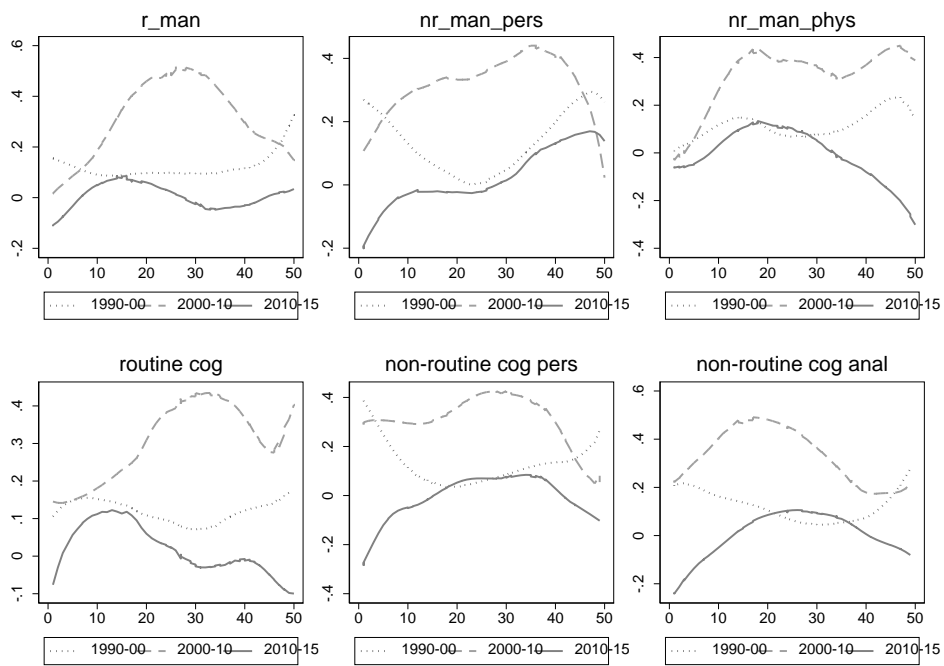 r_man
nr_man_pers
nr_man_phys
-.2 0 .2 .4 .6
-.2 0 .2 .4
-.4 -.2 0 .2 .4
0 10 20 30 40 50
0 10 20 30 40 50
0 10 20 30 40 50
1990-00 2000-10 2010-15
1990-00 2000-10 2010-15
1990-00 2000-10 2010-15
routine cog
non-routine cog pers
non-routine cog anal
-.1 0 .1 .2 .3 .4
-.4 -.2 0 .2 .4
-.2 0 .2 .4 .6
0 10 20 30 40 50
0 10 20 30 40 50
0 10 20 30 40 50
1990-00 2000-10 2010-15
1990-00 2000-10 2010-15
1990-00 2000-10 2010-15